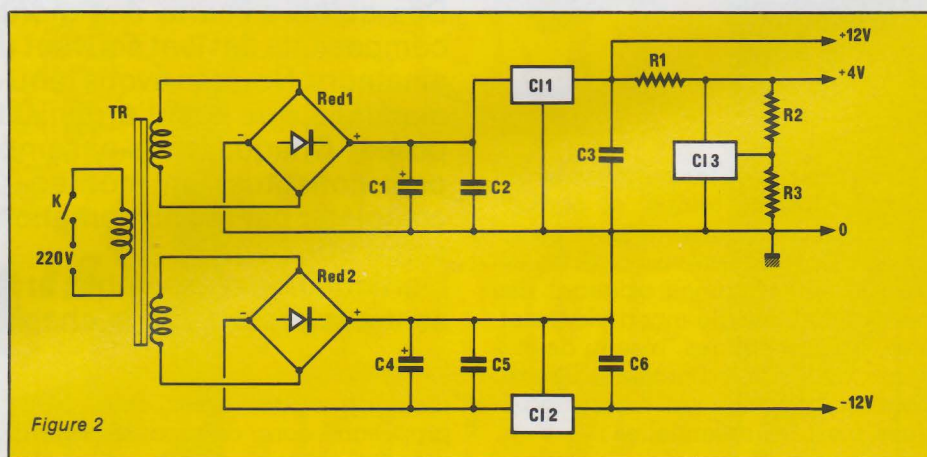 +12V
R1
+4V
TR
Red1
CI1
R2
-
+
C3
CI3
K
C1
+
C2
R3
220V
0
Red2
-
+
C4
+
C5
C6
Figure 2
CI2
-12V